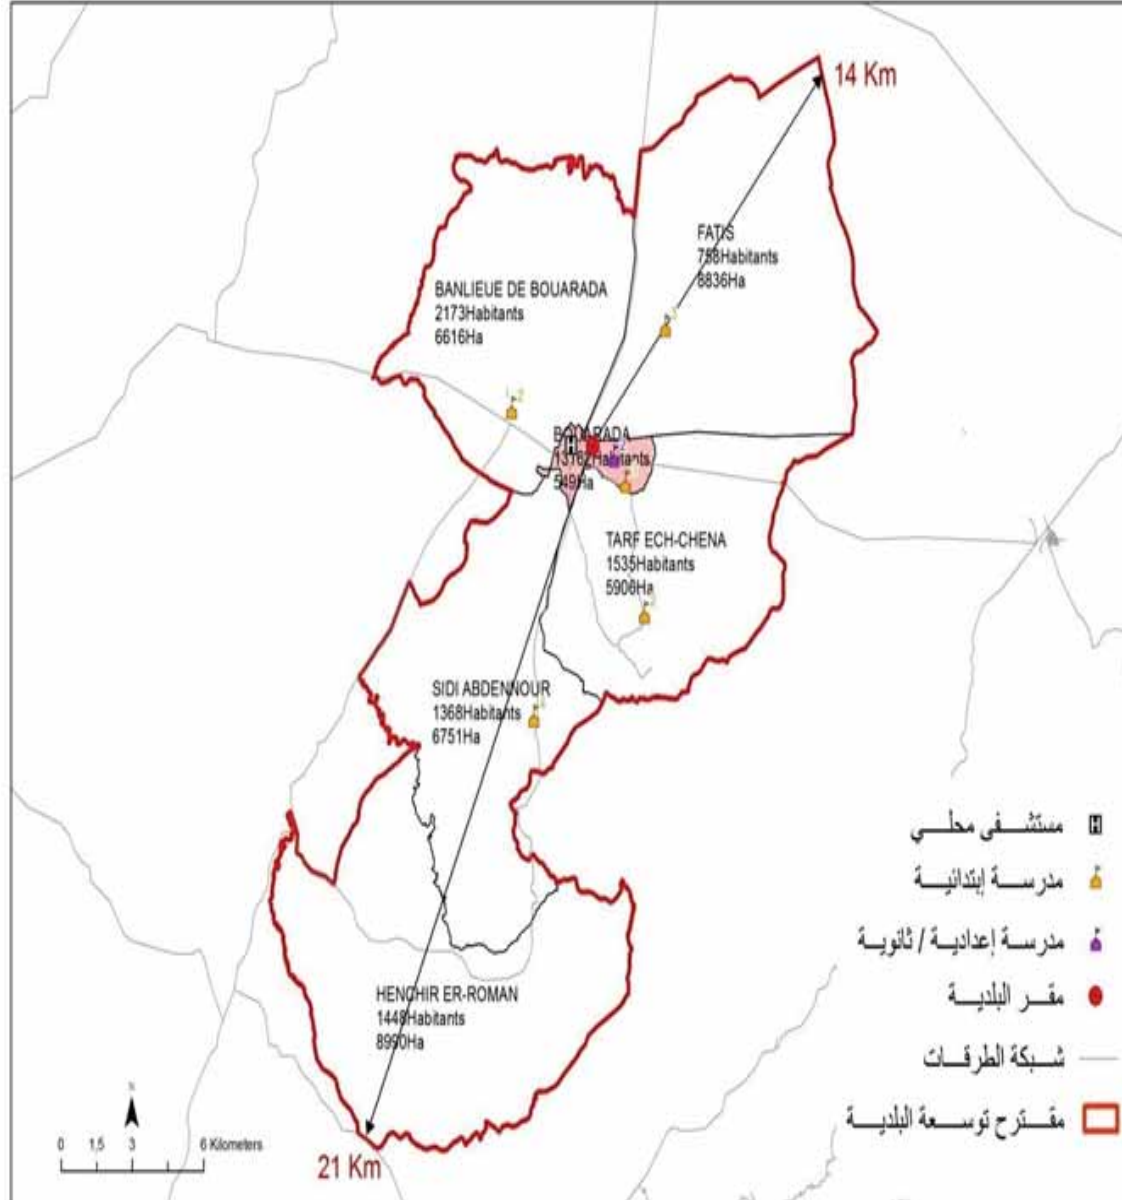 14 Km
FATIS
758Habitants
8836Ha
BANLIEUE DE BOUARADA
2173Habitants
6616Ha
BOUARADA
Habitants
549Ha
TARF ECH-CHENA
1535Habitants
5906Ha
SIDI ABDENNOUR
1368Habitants
6751Ha
HENCHIR ER-ROMAN
1448Habitants
8990Ha
21 Km
مستشفى محلي
مدرسة إبتدائية
مدرسة إعدادية / ثانوية
مقر البلدية
شبكة الطرقات
مقترح توسعة البلدية
N
0 1,5 3 6 Kilometers